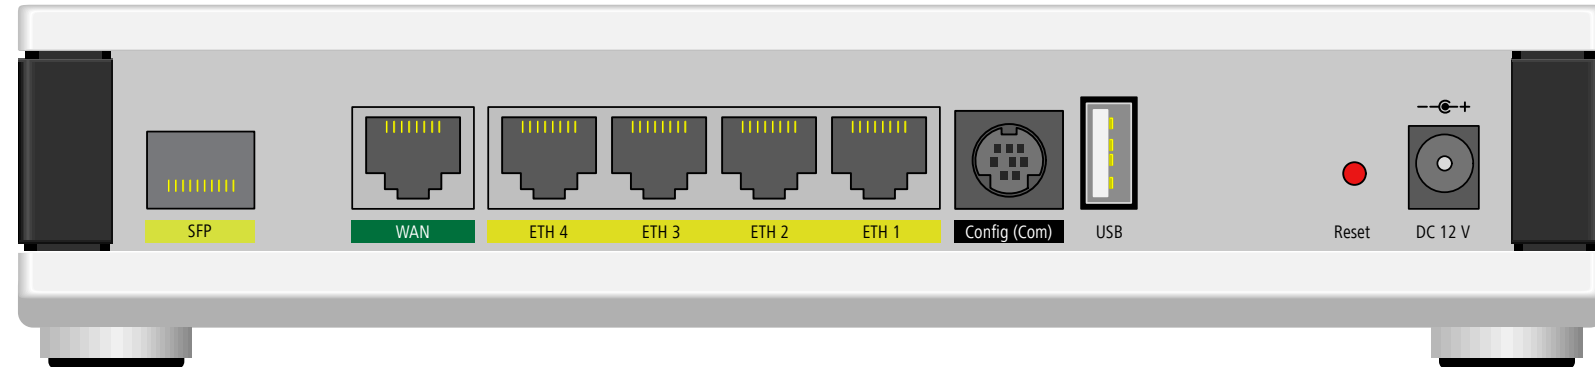 SFP
WAN
ETH 4
ETH 3
ETH 2
ETH 1
Config (Com)
USB
Reset
DC 12 V